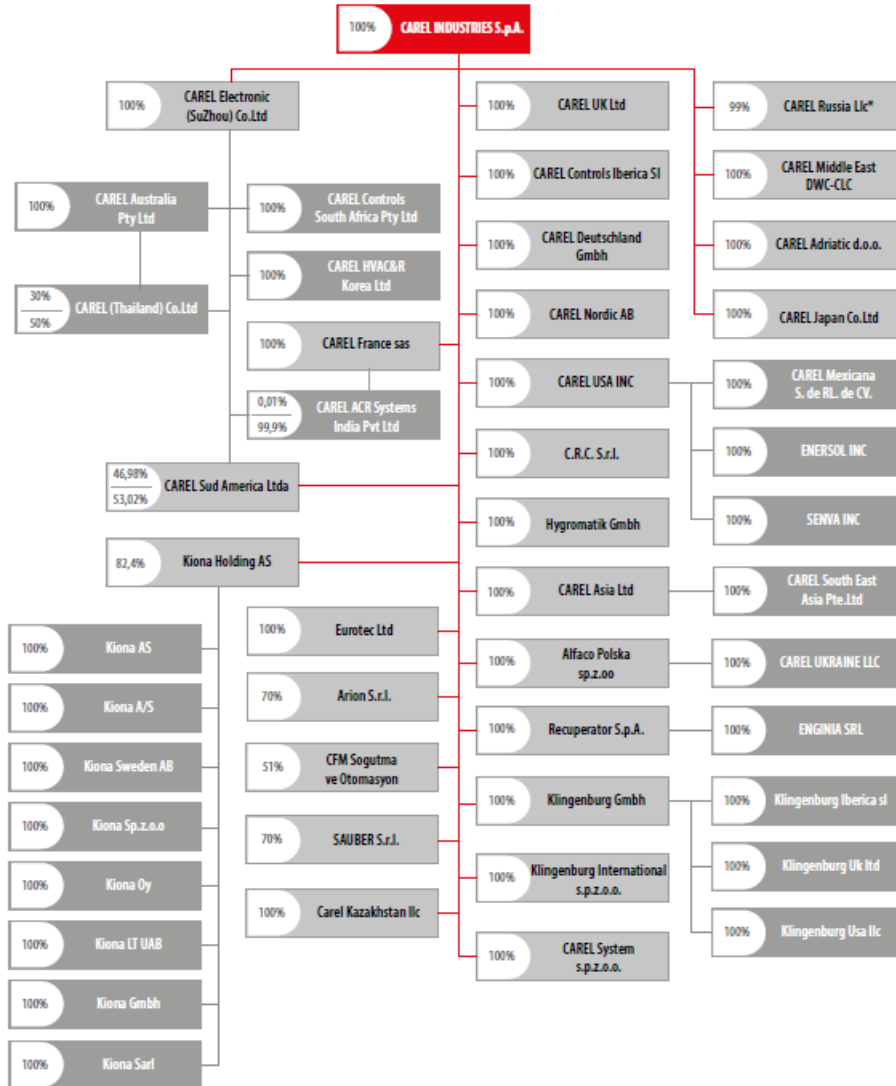 100% CAREL INDUSTRIES S.p.A.
100% CAREL Electronic
(SuZhou) Co.Ltd
100% CAREL Australia
Pty Ltd
30%
50%
CAREL (Thailand) Co.Ltd
100% CAREL Controls
South Africa Pty Ltd
100% CAREL HVAC&R
Korea Ltd
100% CAREL France sas
0,01%
99,9%
CAREL ACR Systems
India Pvt Ltd
46,98%
53,02%
CAREL Sud America Ltda
82,4% Kiona Holding AS
100% Kiona AS
100% Kiona A/S
100% Kiona Sweden AB
100% Kiona Sp.z.o.o
100% Kiona Oy
100% Kiona LT UAB
100% Kiona Gmbh
100% Kiona Sarl
100% Eurotec Ltd
70% Arion S.r.l.
51% CFM Sogutma
ve Otomasyon
70% SAUBER S.r.l.
100% Carel Kazakhstan llc
100% CAREL UK Ltd
100% CAREL Controls Iberica Sl
100% CAREL Deutschland
Gmbh
100% CAREL Nordic AB
100% CAREL USA INC
100% C.R.C. S.r.l.
100% Hygromatik Gmbh
100% CAREL Asia Ltd
100% Alfaco Polska
sp.z.oo
100% Recuperator S.p.A.
100% Klingenburg Gmbh
100% Klingenburg International
s.p.z.o.o.
100% CAREL System
s.p.z.o.o.
99% CAREL Russia Llc*
100% CAREL Middle East
DWC-CLC
100% CAREL Adriatic d.o.o.
100% CAREL Japan Co.Ltd
100% CAREL Mexicana
S. de RL. de CV.
100% ENERSOL INC
100% SENVA INC
100% CAREL South East
Asia Pte.Ltd
100% CAREL UKRAINE LLC
100% ENGINIA SRL
100% Klingenburg Iberica sl
100% Klingenburg Uk ltd
100% Klingenburg Usa llc